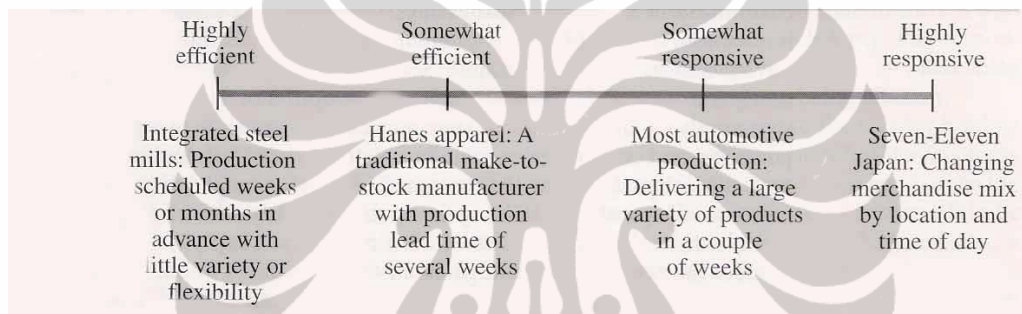 Highly
efficient
Somewhat
efficient
Somewhat
responsive
Highly
responsive
Integrated steel
mills: Production
scheduled weeks
or months in
advance with
little variety or
flexibility
Hanes apparel: A
traditional make-to-
stock manufacturer
with production
lead time of
several weeks
Most automotive
production:
Delivering a large
variety of products
in a couple
of weeks
Seven-Eleven
Japan: Changing
merchandise mix
by location and
time of day